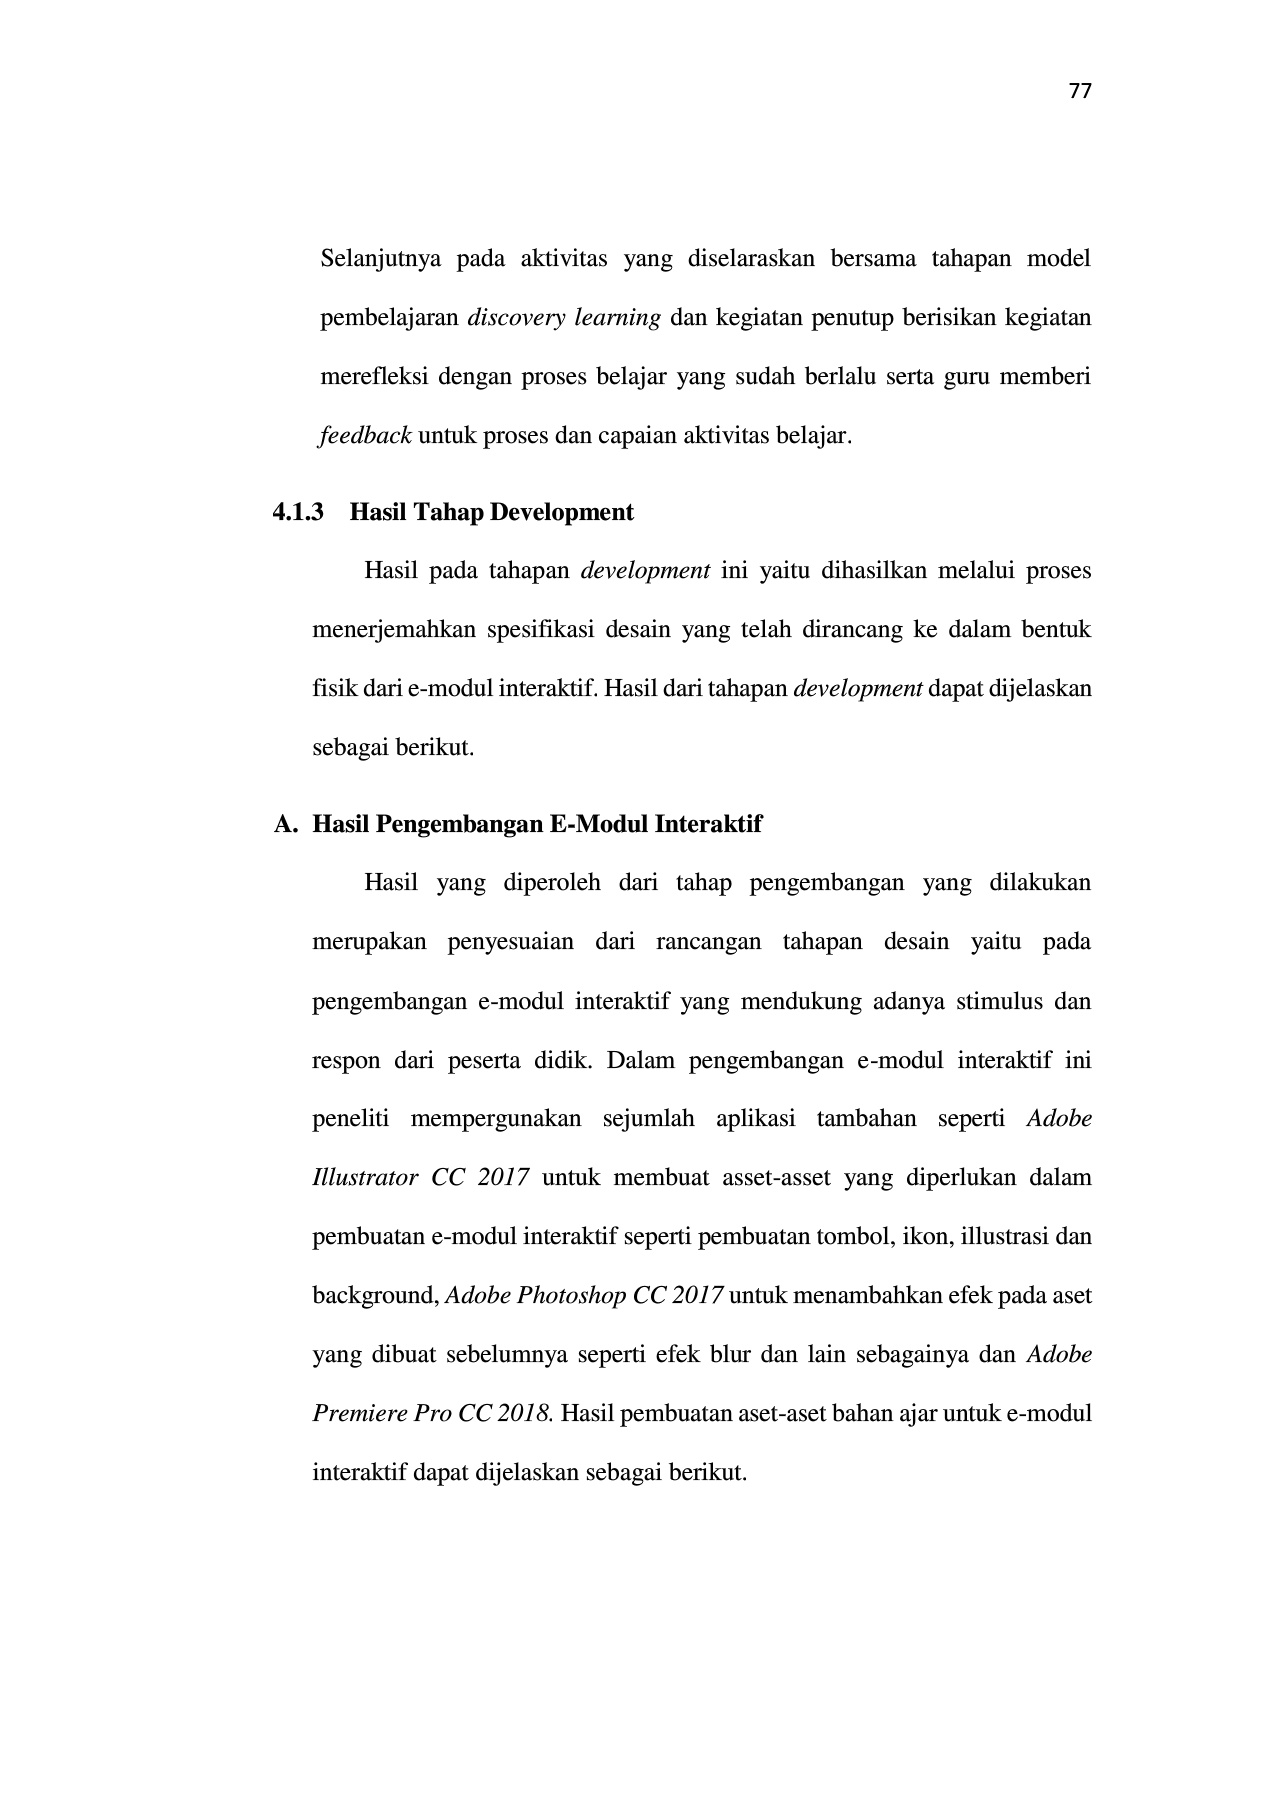 77
Selanjutnya pada aktivitas yang diselaraskan bersama tahapan model
pembelajaran discovery learning dan kegiatan penutup berisikan kegiatan
merefleksi dengan proses belajar yang sudah berlalu serta guru memberi
feedback untuk proses dan capaian aktivitas belajar.
4.1.3 Hasil Tahap Development
Hasil pada tahapan development ini yaitu dihasilkan melalui proses
menerjemahkan spesifikasi desain yang telah dirancang ke dalam bentuk
fisik dari e-modul interaktif. Hasil dari tahapan development dapat dijelaskan
sebagai berikut.
A. Hasil Pengembangan E-Modul Interaktif
Hasil yang diperoleh dari tahap pengembangan yang dilakukan
merupakan penyesuaian dari rancangan tahapan desain yaitu pada
pengembangan e-modul interaktif yang mendukung adanya stimulus dan
respon dari peserta didik. Dalam pengembangan e-modul interaktif ini
peneliti mempergunakan sejumlah aplikasi tambahan seperti Adobe
Illustrator CC 2017 untuk membuat asset-asset yang diperlukan dalam
pembuatan e-modul interaktif seperti pembuatan tombol, ikon, illustrasi dan
background, Adobe Photoshop CC 2017 untuk menambahkan efek pada aset
yang dibuat sebelumnya seperti efek blur dan lain sebagainya dan Adobe
Premiere Pro CC 2018. Hasil pembuatan aset-aset bahan ajar untuk e-modul
interaktif dapat dijelaskan sebagai berikut.